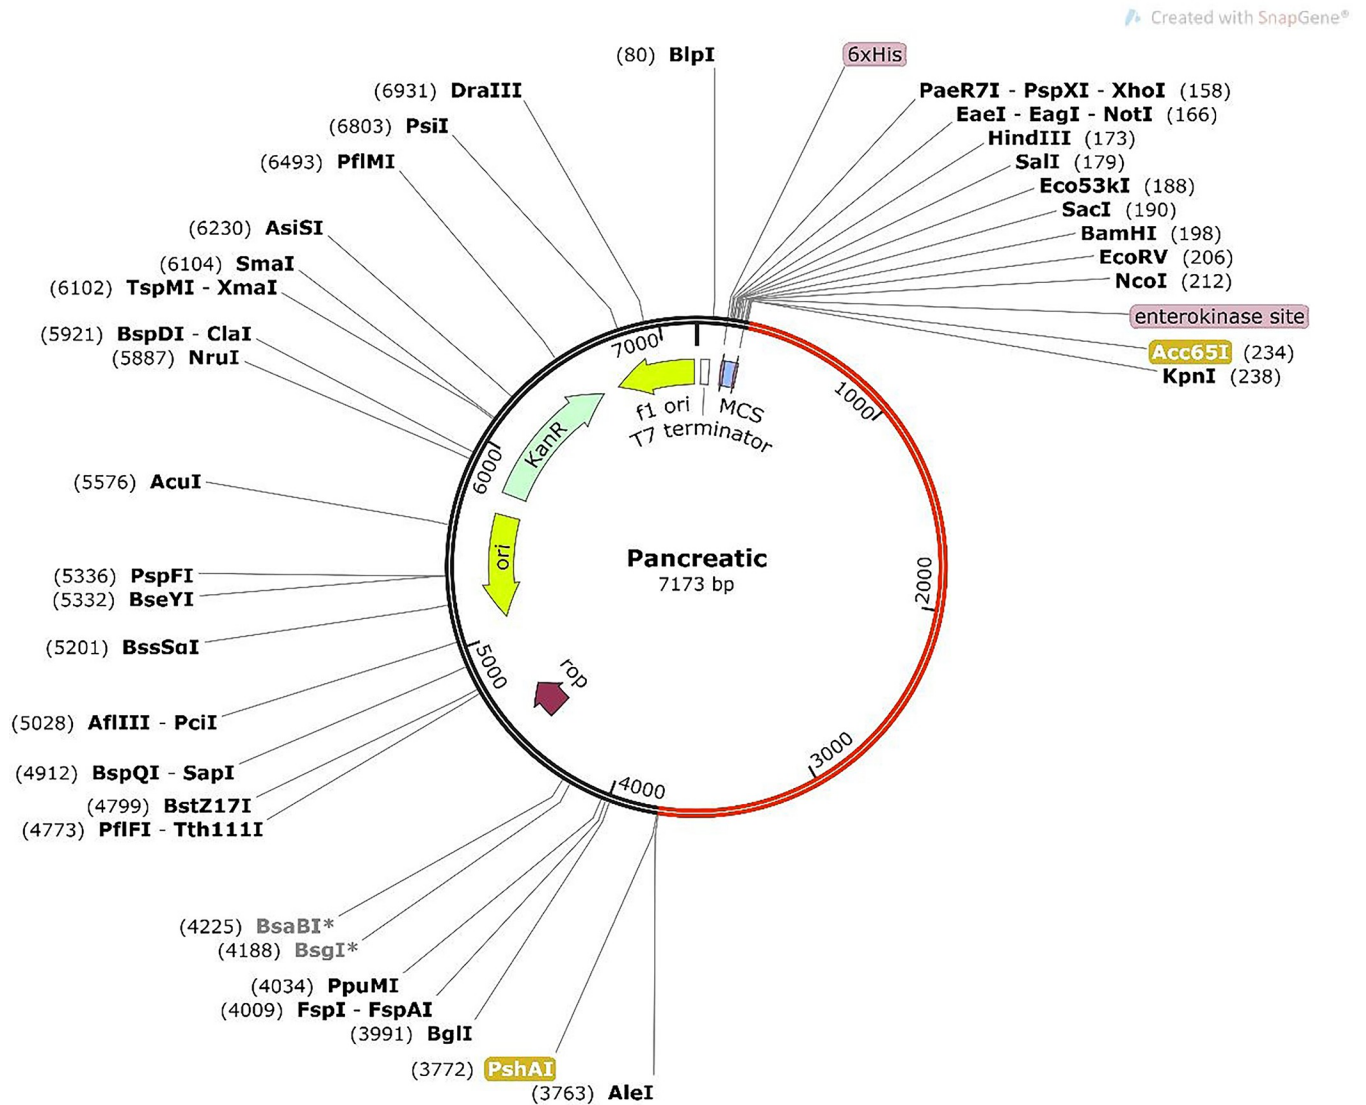 Created with SnapGene®
(80) BlpI
6xHis
(6931) DraIII
(6803) PsiI
(6493) PflMI
(6230) AsiSI
(6104) SmaI
(6102) TspMI - XmaI
(5921) BspDI - ClaI
(5887) NruI
(5576) AcuI
(5336) PspFI
(5332) BseYI
(5201) BssSαI
(5028) AflIII - PciI
(4912) BspQI - SapI
(4799) BstZ17I
(4773) PflFI - Tth111I
(4225) BsaBI*
(4188) BsgI*
(4034) PpuMI
(4009) FspI - FspAI
(3991) BglI
(3772) PshAI
(3763) AleI
PaeR7I - PspXI - XhoI (158)
EaeI - EagI - NotI (166)
HindIII (173)
SalI (179)
Eco53kI (188)
SacI (190)
BamHI (198)
EcoRV (206)
NcoI (212)
enterokinase site
Acc65I (234)
KpnI (238)
7000
1000
2000
3000
4000
5000
6000
f1 ori
MCS
T7 terminator
KanR
ori
rop
Pancreatic
7173 bp